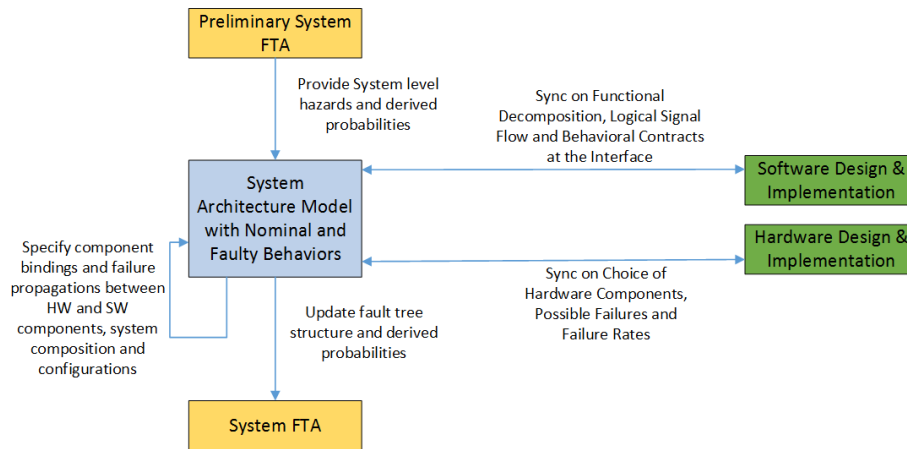 Preliminary System
FTA
Provide System level
hazards and derived
probabilities
Sync on Functional
Decomposition, Logical Signal
Flow and Behavioral Contracts
at the Interface
System
Architecture Model
with Nominal and
Faulty Behaviors
Software Design &
Implementation
Hardware Design &
Implementation
Specify component
bindings and failure
propagations between
HW and SW
components, system
composition and
configurations
Sync on Choice of
Hardware Components,
Possible Failures and
Failure Rates
Update fault tree
structure and derived
probabilities
System FTA